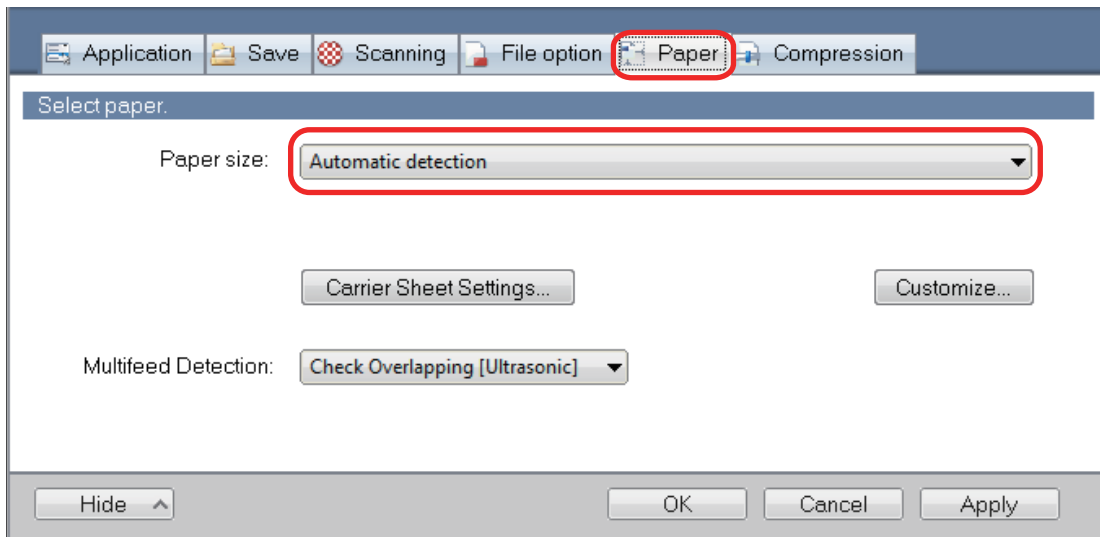 Application Save Scanning File option Paper Compression
Select paper.
Paper size: Automatic detection
Carrier Sheet Settings... Customize...
Multifeed Detection: Check Overlapping [Ultrasonic]
Hide OK Cancel Apply